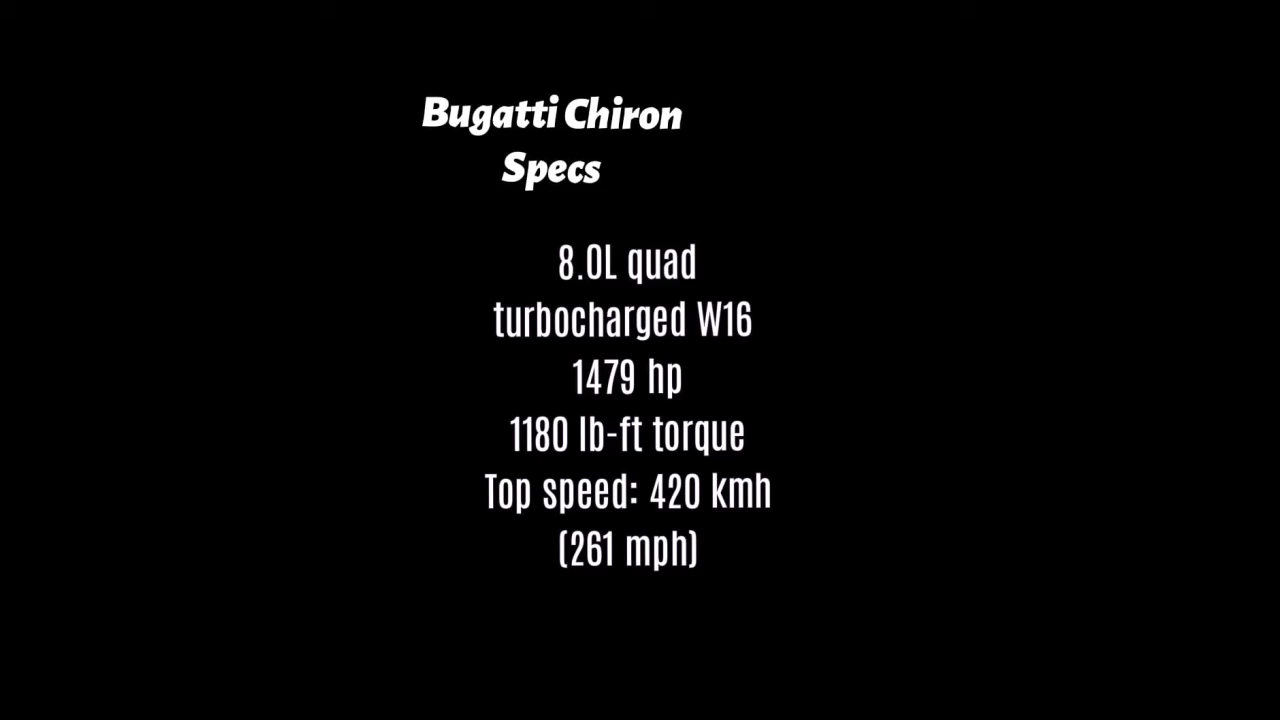 Bugatti Chiron
Specs
8.0L quad
turbocharged W16
1479 hp
1180 lb-ft torque
Top speed: 420 kmh
(261 mph)